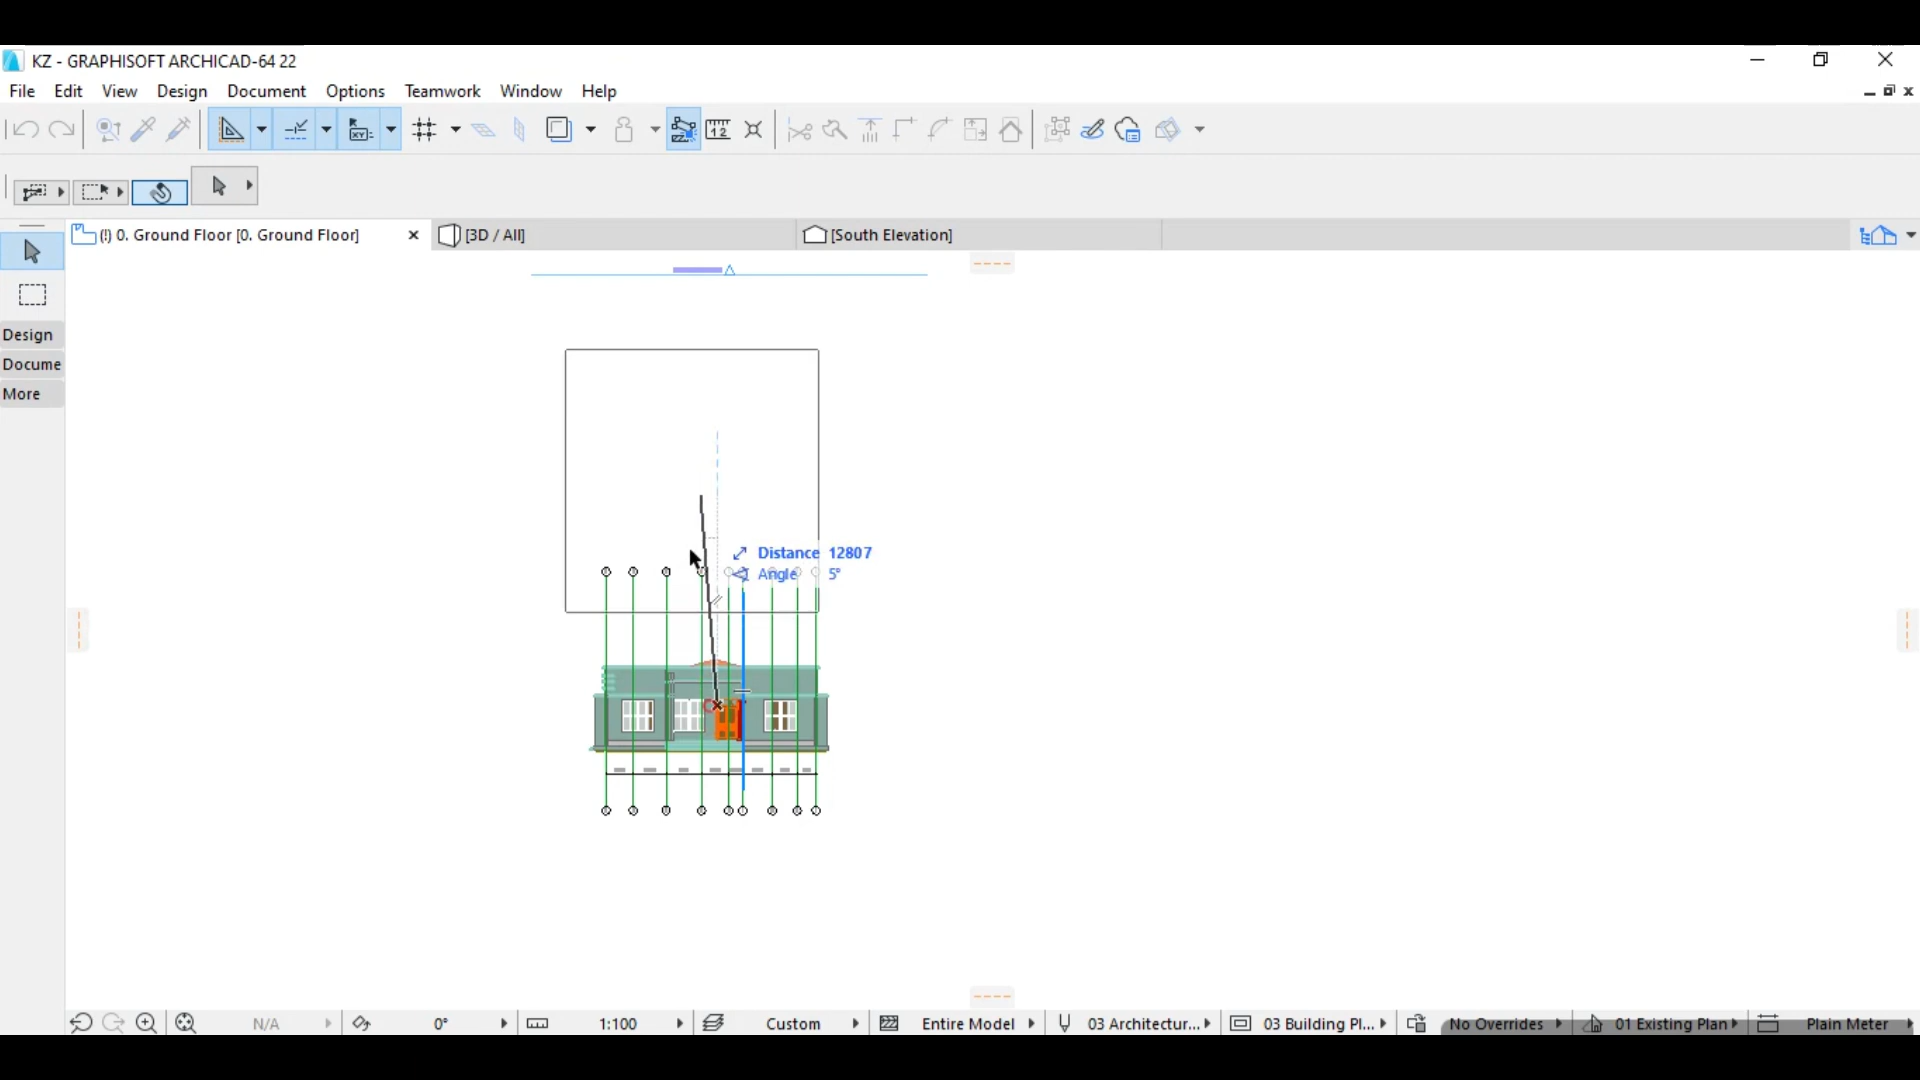 KZ - GRAPHISOFT ARCHICAD-64 22
File Edit View Design Document Options Teamwork Window Help
(!) 0. Ground Floor [0. Ground Floor] [3D / All] [South Elevation]
Design
Docume
More
Distance 12807
Angle 5°
N/A 0° 1:100 Custom Entire Model 03 Architectur... 03 Building Pl... No Overrides 01 Existing Plan Plain Meter